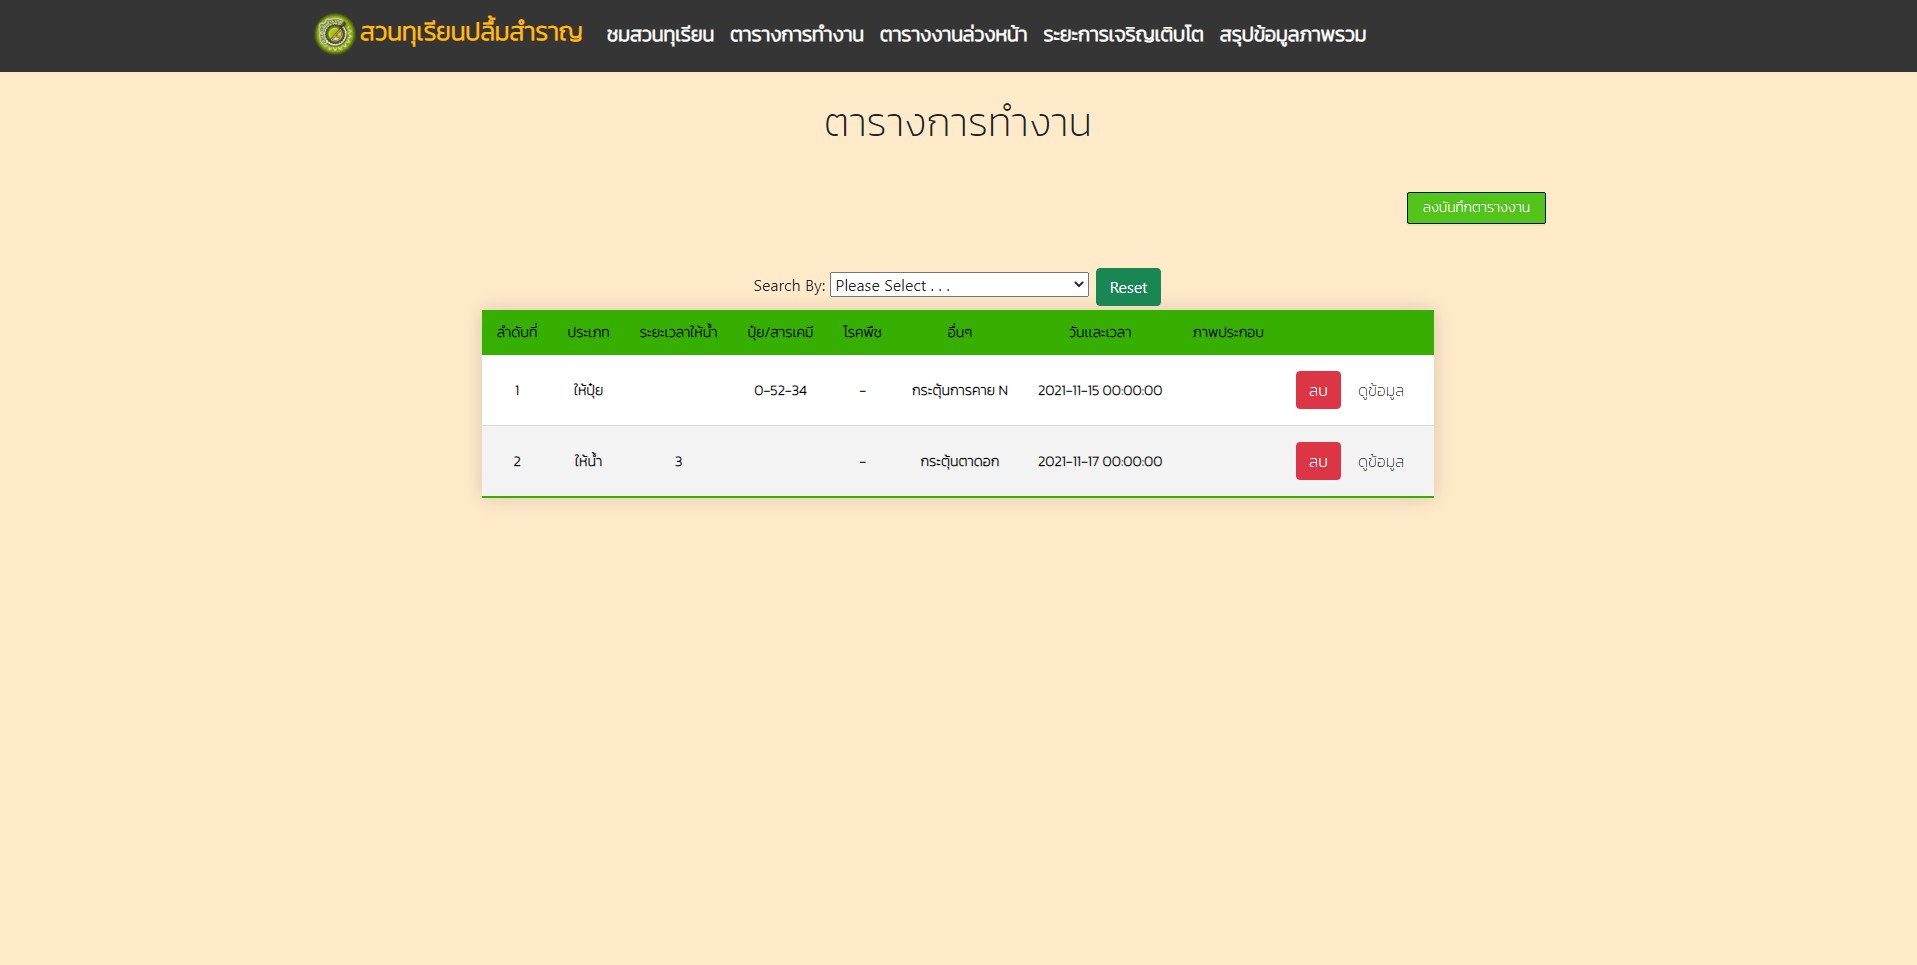 สวนทุเรียนปลื้มสำราญ ชมสวนทุเรียน ตารางการทำงาน ตารางงานล่วงหน้า ระยะการเจริญเติบโต สรุปข้อมูลภาพรวม
ตารางการทำงาน
ลงบันทึกตารางงาน
Search By: Please Select . . . Reset
ลำดับที่ ประเภท ระยะเวลาให้น้ำ ปุ๋ย/สารเคมี โรคพืช อื่นๆ วันและเวลา ภาพประกอบ
1 ให้ปุ๋ย 0-52-34 - กระตุ้นการคาย N 2021-11-15 00:00:00 ลบ ดูข้อมูล
2 ให้น้ำ 3 - กระตุ้นตาดอก 2021-11-17 00:00:00 ลบ ดูข้อมูล